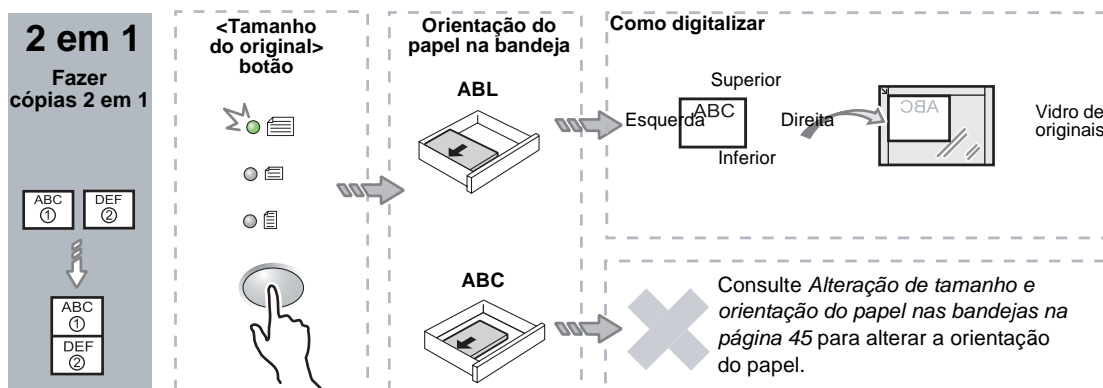 2 em 1
Fazer
cópias 2 em 1
ABC
①
DEF
②
ABC
①
DEF
②
<Tamanho
do original>
botão
Orientação do
papel na bandeja
ABL
ABC
Como digitalizar
Superior
Esquerda
ABC
Direita
Inferior
ABC
Vidro de
originais
Consulte Alteração de tamanho e
orientação do papel nas bandejas na
página 45 para alterar a orientação
do papel.